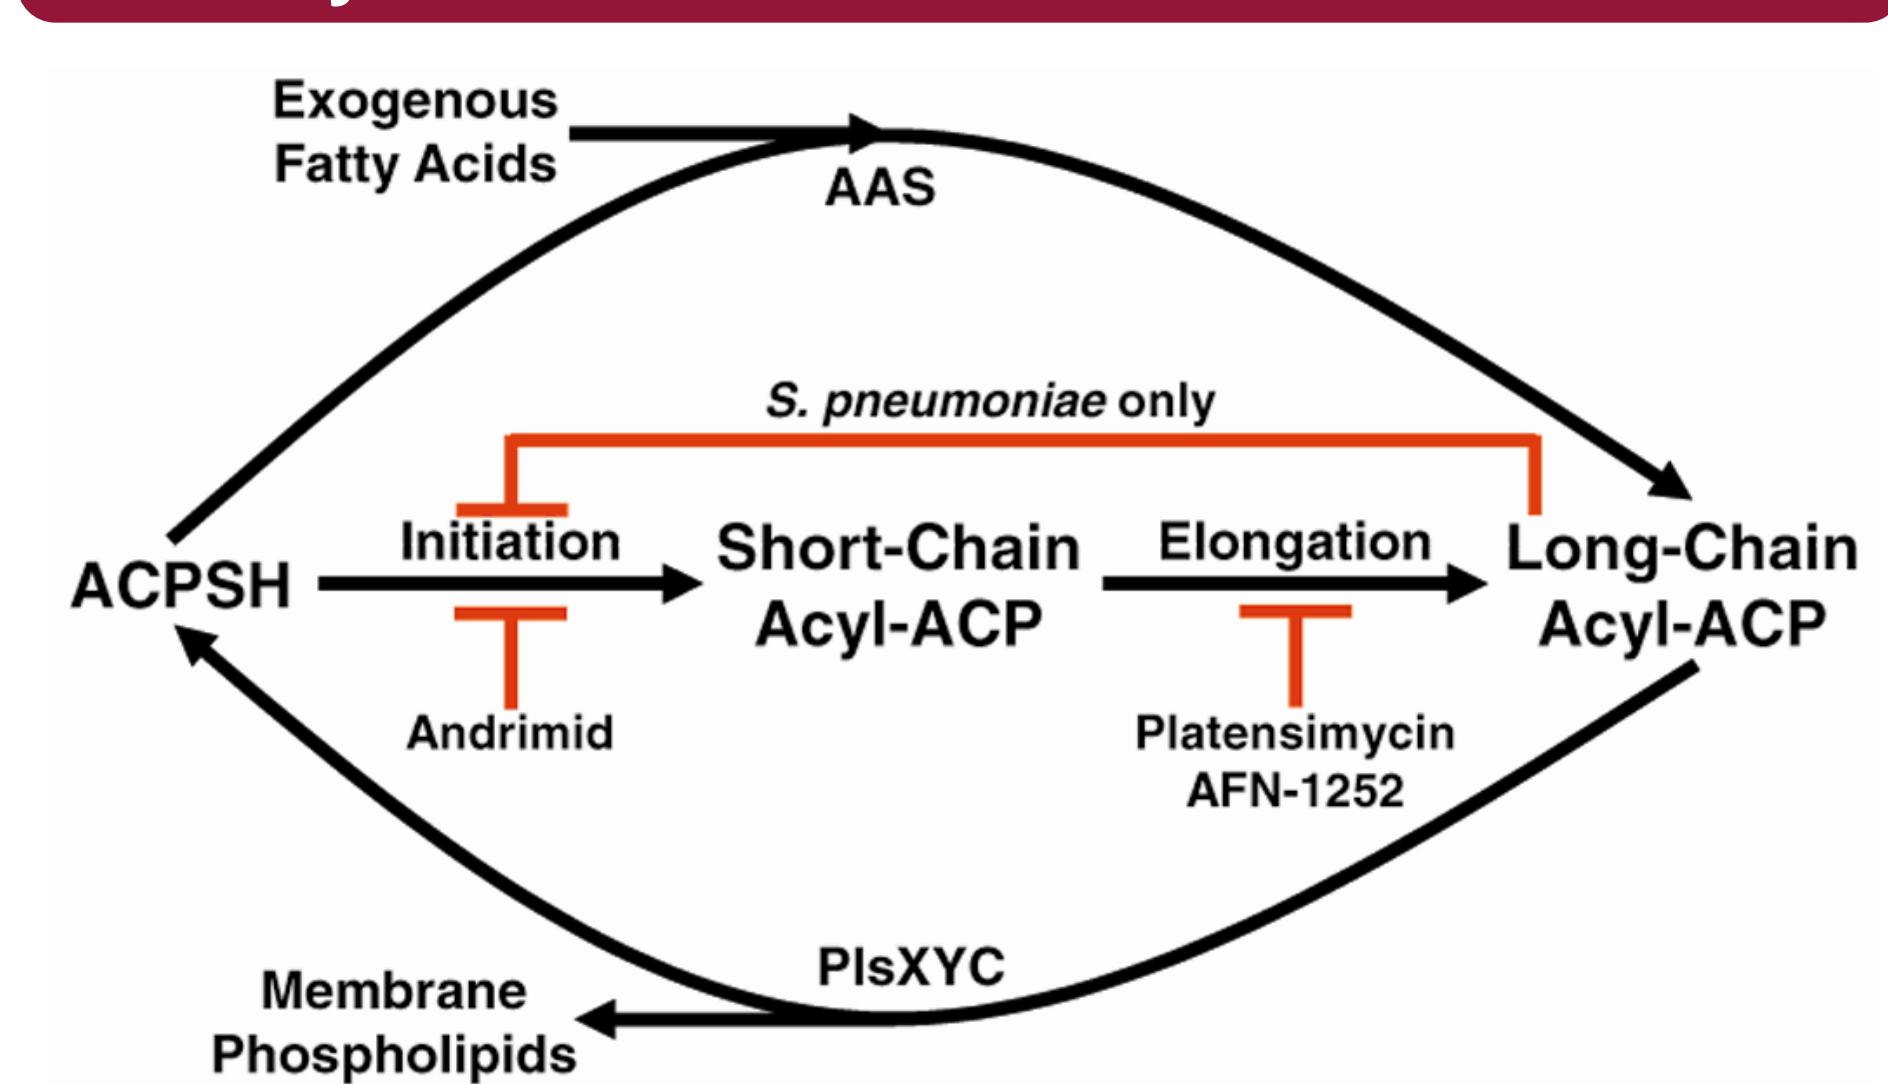 Exogenous
Fatty Acids
AAS
S. pneumoniae only
Initiation
Short-Chain
Elongation
Long-Chain
ACPSH
Acyl-ACP
Acyl-ACP
Andrimid
Platensimycin
AFN-1252
PlsXYC
Membrane
Phospholipids